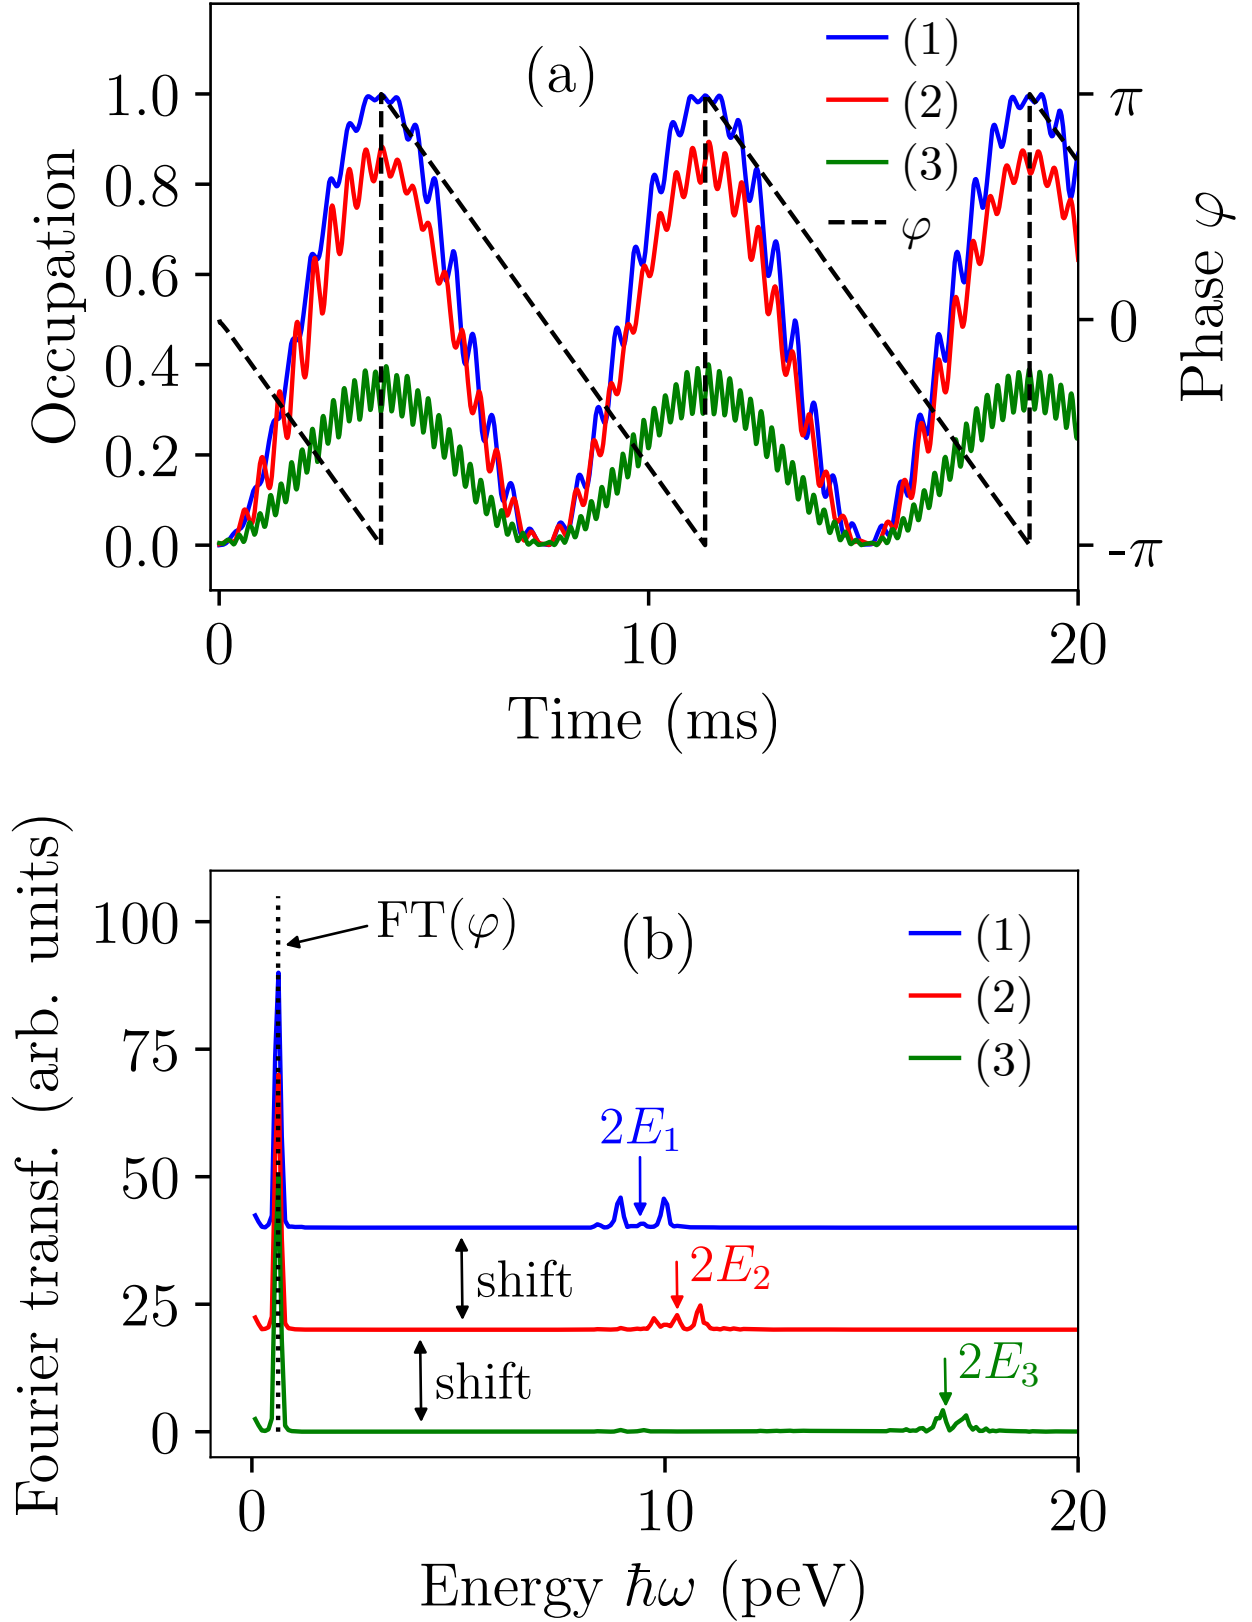 (a)
(1)
(2)
(3)
φ
1.0
0.8
0.6
0.4
0.2
0.0
Occupation
π
0
-π
Phase φ
0
10
20
Time (ms)
(b)
FT(φ)
(1)
(2)
(3)
100
75
50
25
0
Fourier transf. (arb. units)
2E₁
shift
2E₂
shift
2E₃
0
10
20
Energy ħω (peV)